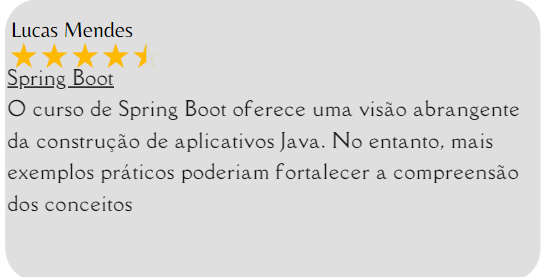 Lucas Mendes
Spring Boot
O curso de Spring Boot oferece uma visão abrangente
da construção de aplicativos Java. No entanto, mais
exemplos práticos poderiam fortalecer a compreensão
dos conceitos